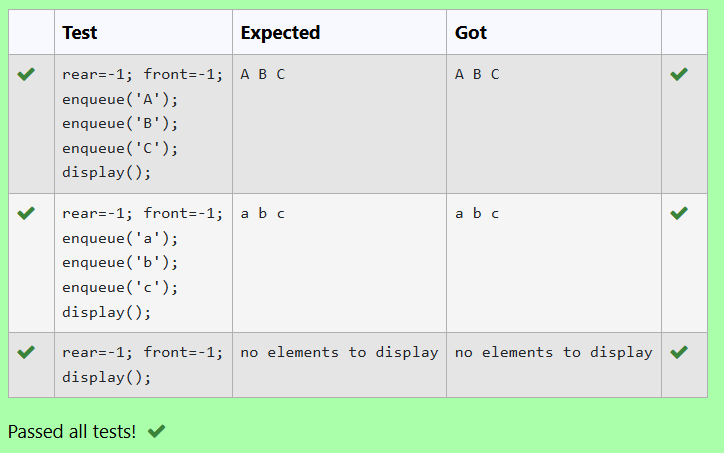 Test Expected Got
rear=-1; front=-1; A B C A B C
enqueue('A');
enqueue('B');
enqueue('C');
display();
rear=-1; front=-1; a b c a b c
enqueue('a');
enqueue('b');
enqueue('c');
display();
rear=-1; front=-1; no elements to display no elements to display
display();
Passed all tests!